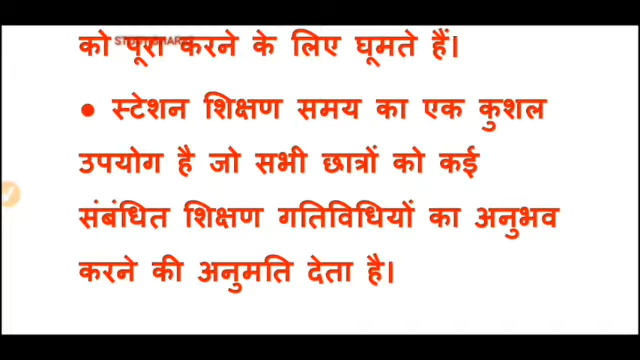 को पूरा करने के लिए घूमते हैं।
● स्टेशन शिक्षण समय का एक कुशल
उपयोग है जो सभी छात्रों को कई
संबंधित शिक्षण गतिविधियों का अनुभव
करने की अनुमति देता है।